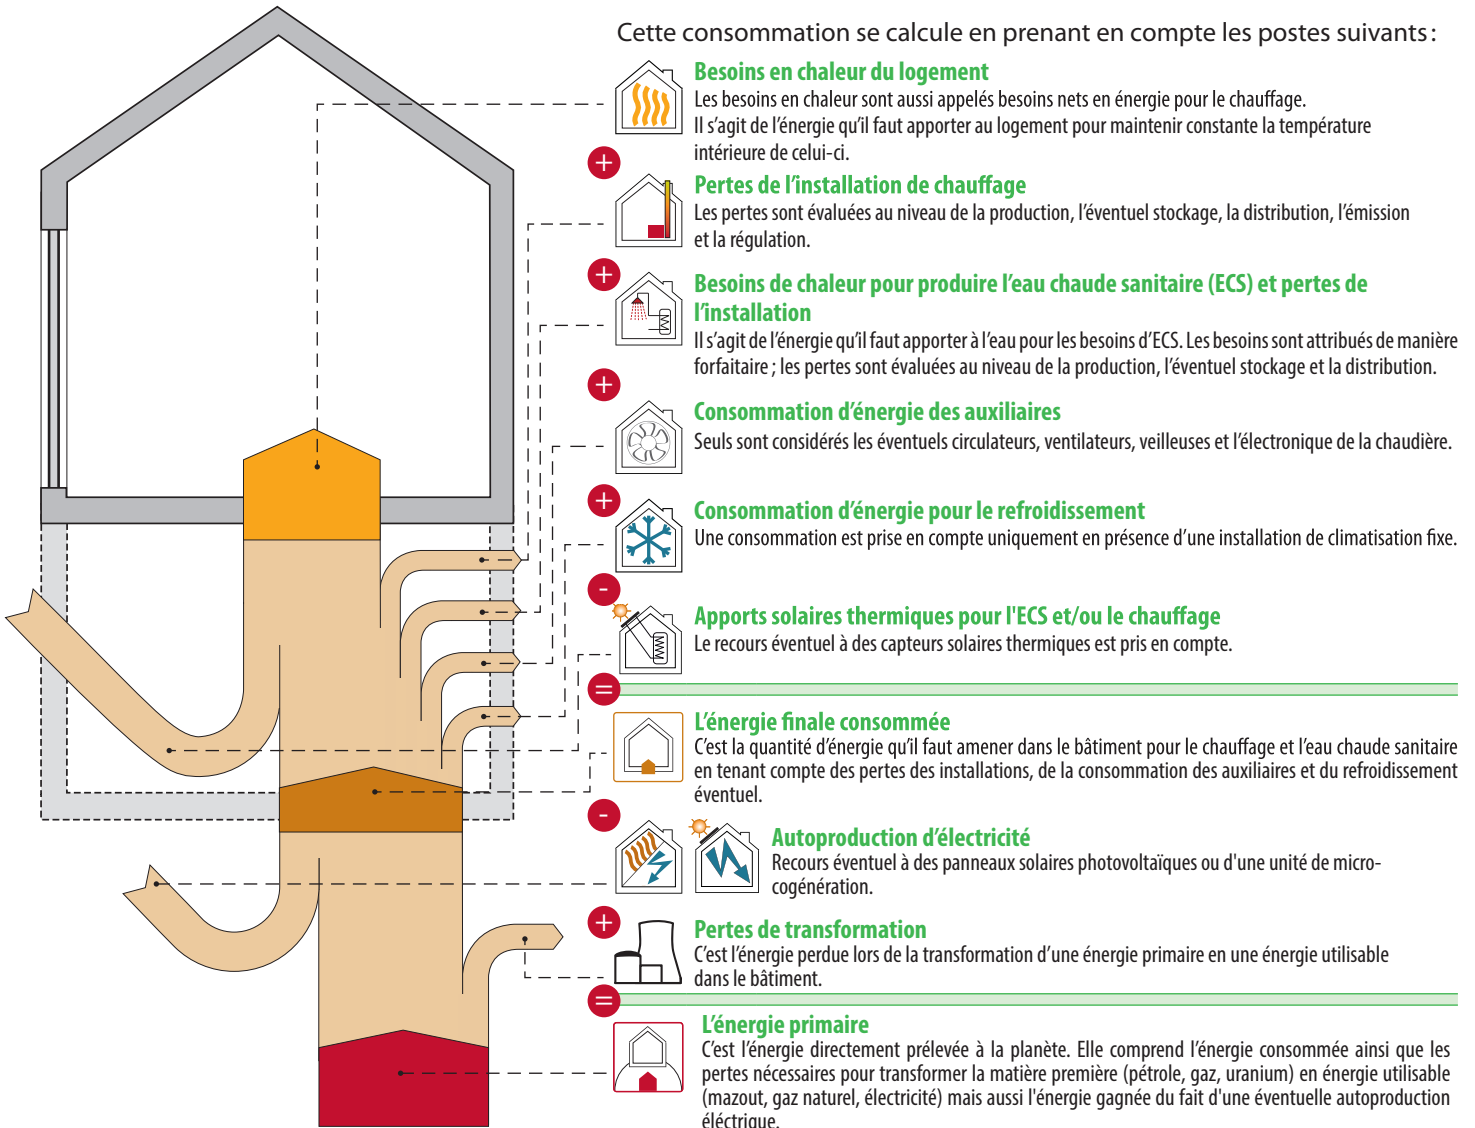 Cette consommation se calcule en prenant en compte les postes suivants :
Besoins en chaleur du logement
Les besoins en chaleur sont aussi appelés besoins nets en énergie pour le chauffage.
Il s'agit de l'énergie qu'il faut apporter au logement pour maintenir constante la température
intérieure de celui-ci.
+
Pertes de l'installation de chauffage
Les pertes sont évaluées au niveau de la production, l'éventuel stockage, la distribution, l'émission
et la régulation.
+
Besoins de chaleur pour produire l'eau chaude sanitaire (ECS) et pertes de
l'installation
Il s'agit de l'énergie qu'il faut apporter à l'eau pour les besoins d'ECS. Les besoins sont attribués de manière
forfaitaire ; les pertes sont évaluées au niveau de la production, l'éventuel stockage et la distribution.
+
Consommation d'énergie des auxiliaires
Seuls sont considérés les éventuels circulateurs, ventilateurs, veilleuses et l'électronique de la chaudière.
+
Consommation d'énergie pour le refroidissement
Une consommation est prise en compte uniquement en présence d'une installation de climatisation fixe.
-
Apports solaires thermiques pour l'ECS et/ou le chauffage
Le recours éventuel à des capteurs solaires thermiques est pris en compte.
=
L'énergie finale consommée
C'est la quantité d'énergie qu'il faut amener dans le bâtiment pour le chauffage et l'eau chaude sanitaire
en tenant compte des pertes des installations, de la consommation des auxiliaires et du refroidissement
éventuel.
-
Autoproduction d'électricité
Recours éventuel à des panneaux solaires photovoltaïques ou d'une unité de micro-
cogénération.
+
Pertes de transformation
C'est l'énergie perdue lors de la transformation d'une énergie primaire en une énergie utilisable
dans le bâtiment.
=
L'énergie primaire
C'est l'énergie directement prélevée à la planète. Elle comprend l'énergie consommée ainsi que les
pertes nécessaires pour transformer la matière première (pétrole, gaz, uranium) en énergie utilisable
(mazout, gaz naturel, électricité) mais aussi l'énergie gagnée du fait d'une éventuelle autoproduction
éléctrique.